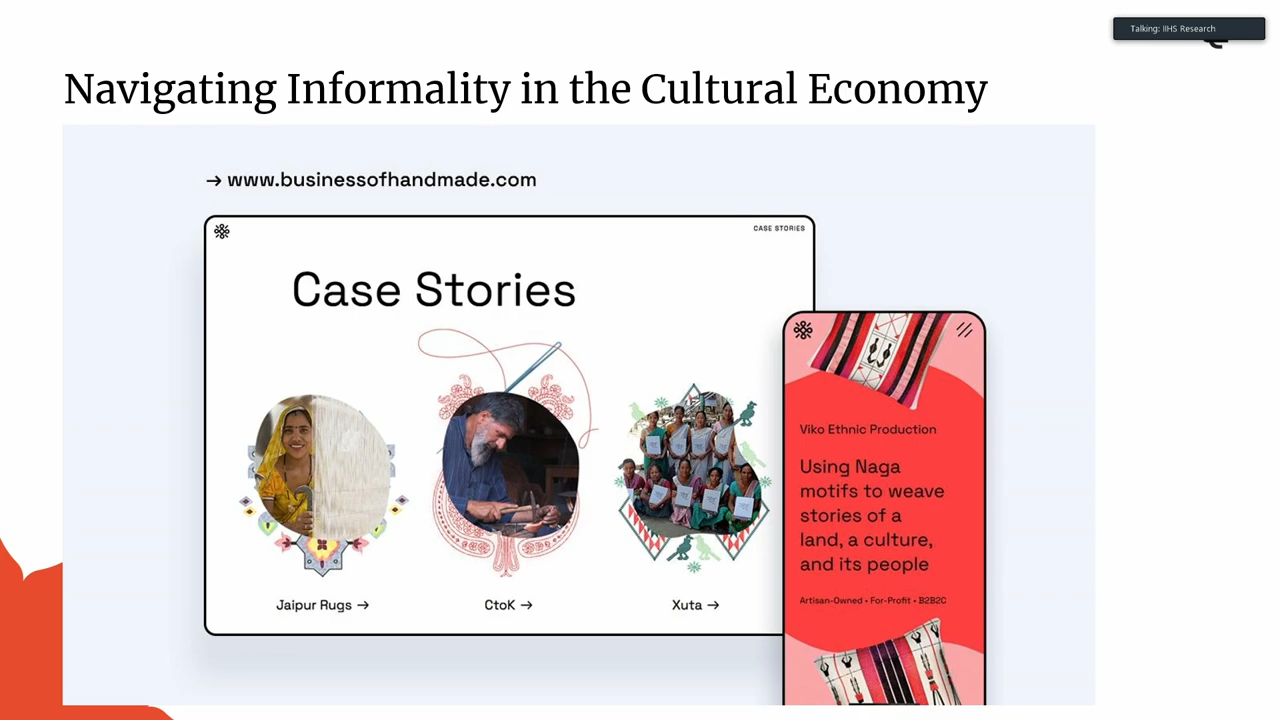 Talking: IIHS Research
Navigating Informality in the Cultural Economy
→ www.businessofhandmade.com
CASE STORIES
Case Stories
Jaipur Rugs →
CtoK →
Xuta →
Viko Ethnic Production
Using Naga
motifs to weave
stories of a
land, a culture,
and its people
Artisan-Owned • For-Profit • B2B2C